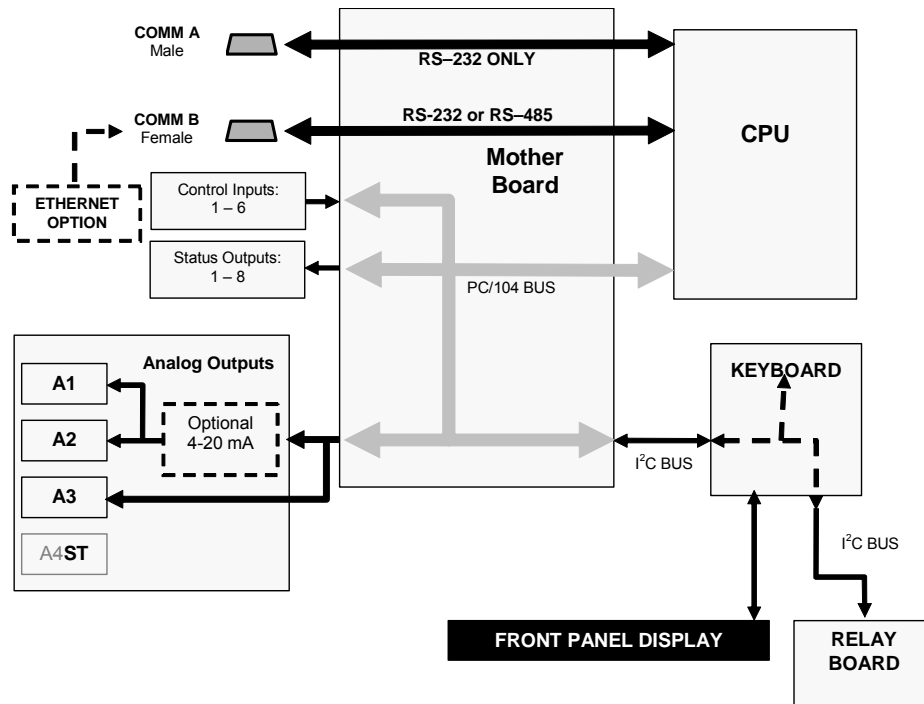 COMM A
Male
RS–232 ONLY
COMM B
Female
RS-232 or RS–485
CPU
Mother
Board
ETHERNET
OPTION
Control Inputs:
1 – 6
Status Outputs:
1 – 8
PC/104 BUS
Analog Outputs
A1
A2
A3
A4ST
Optional
4-20 mA
I²C BUS
KEYBOARD
I²C BUS
FRONT PANEL DISPLAY
RELAY
BOARD